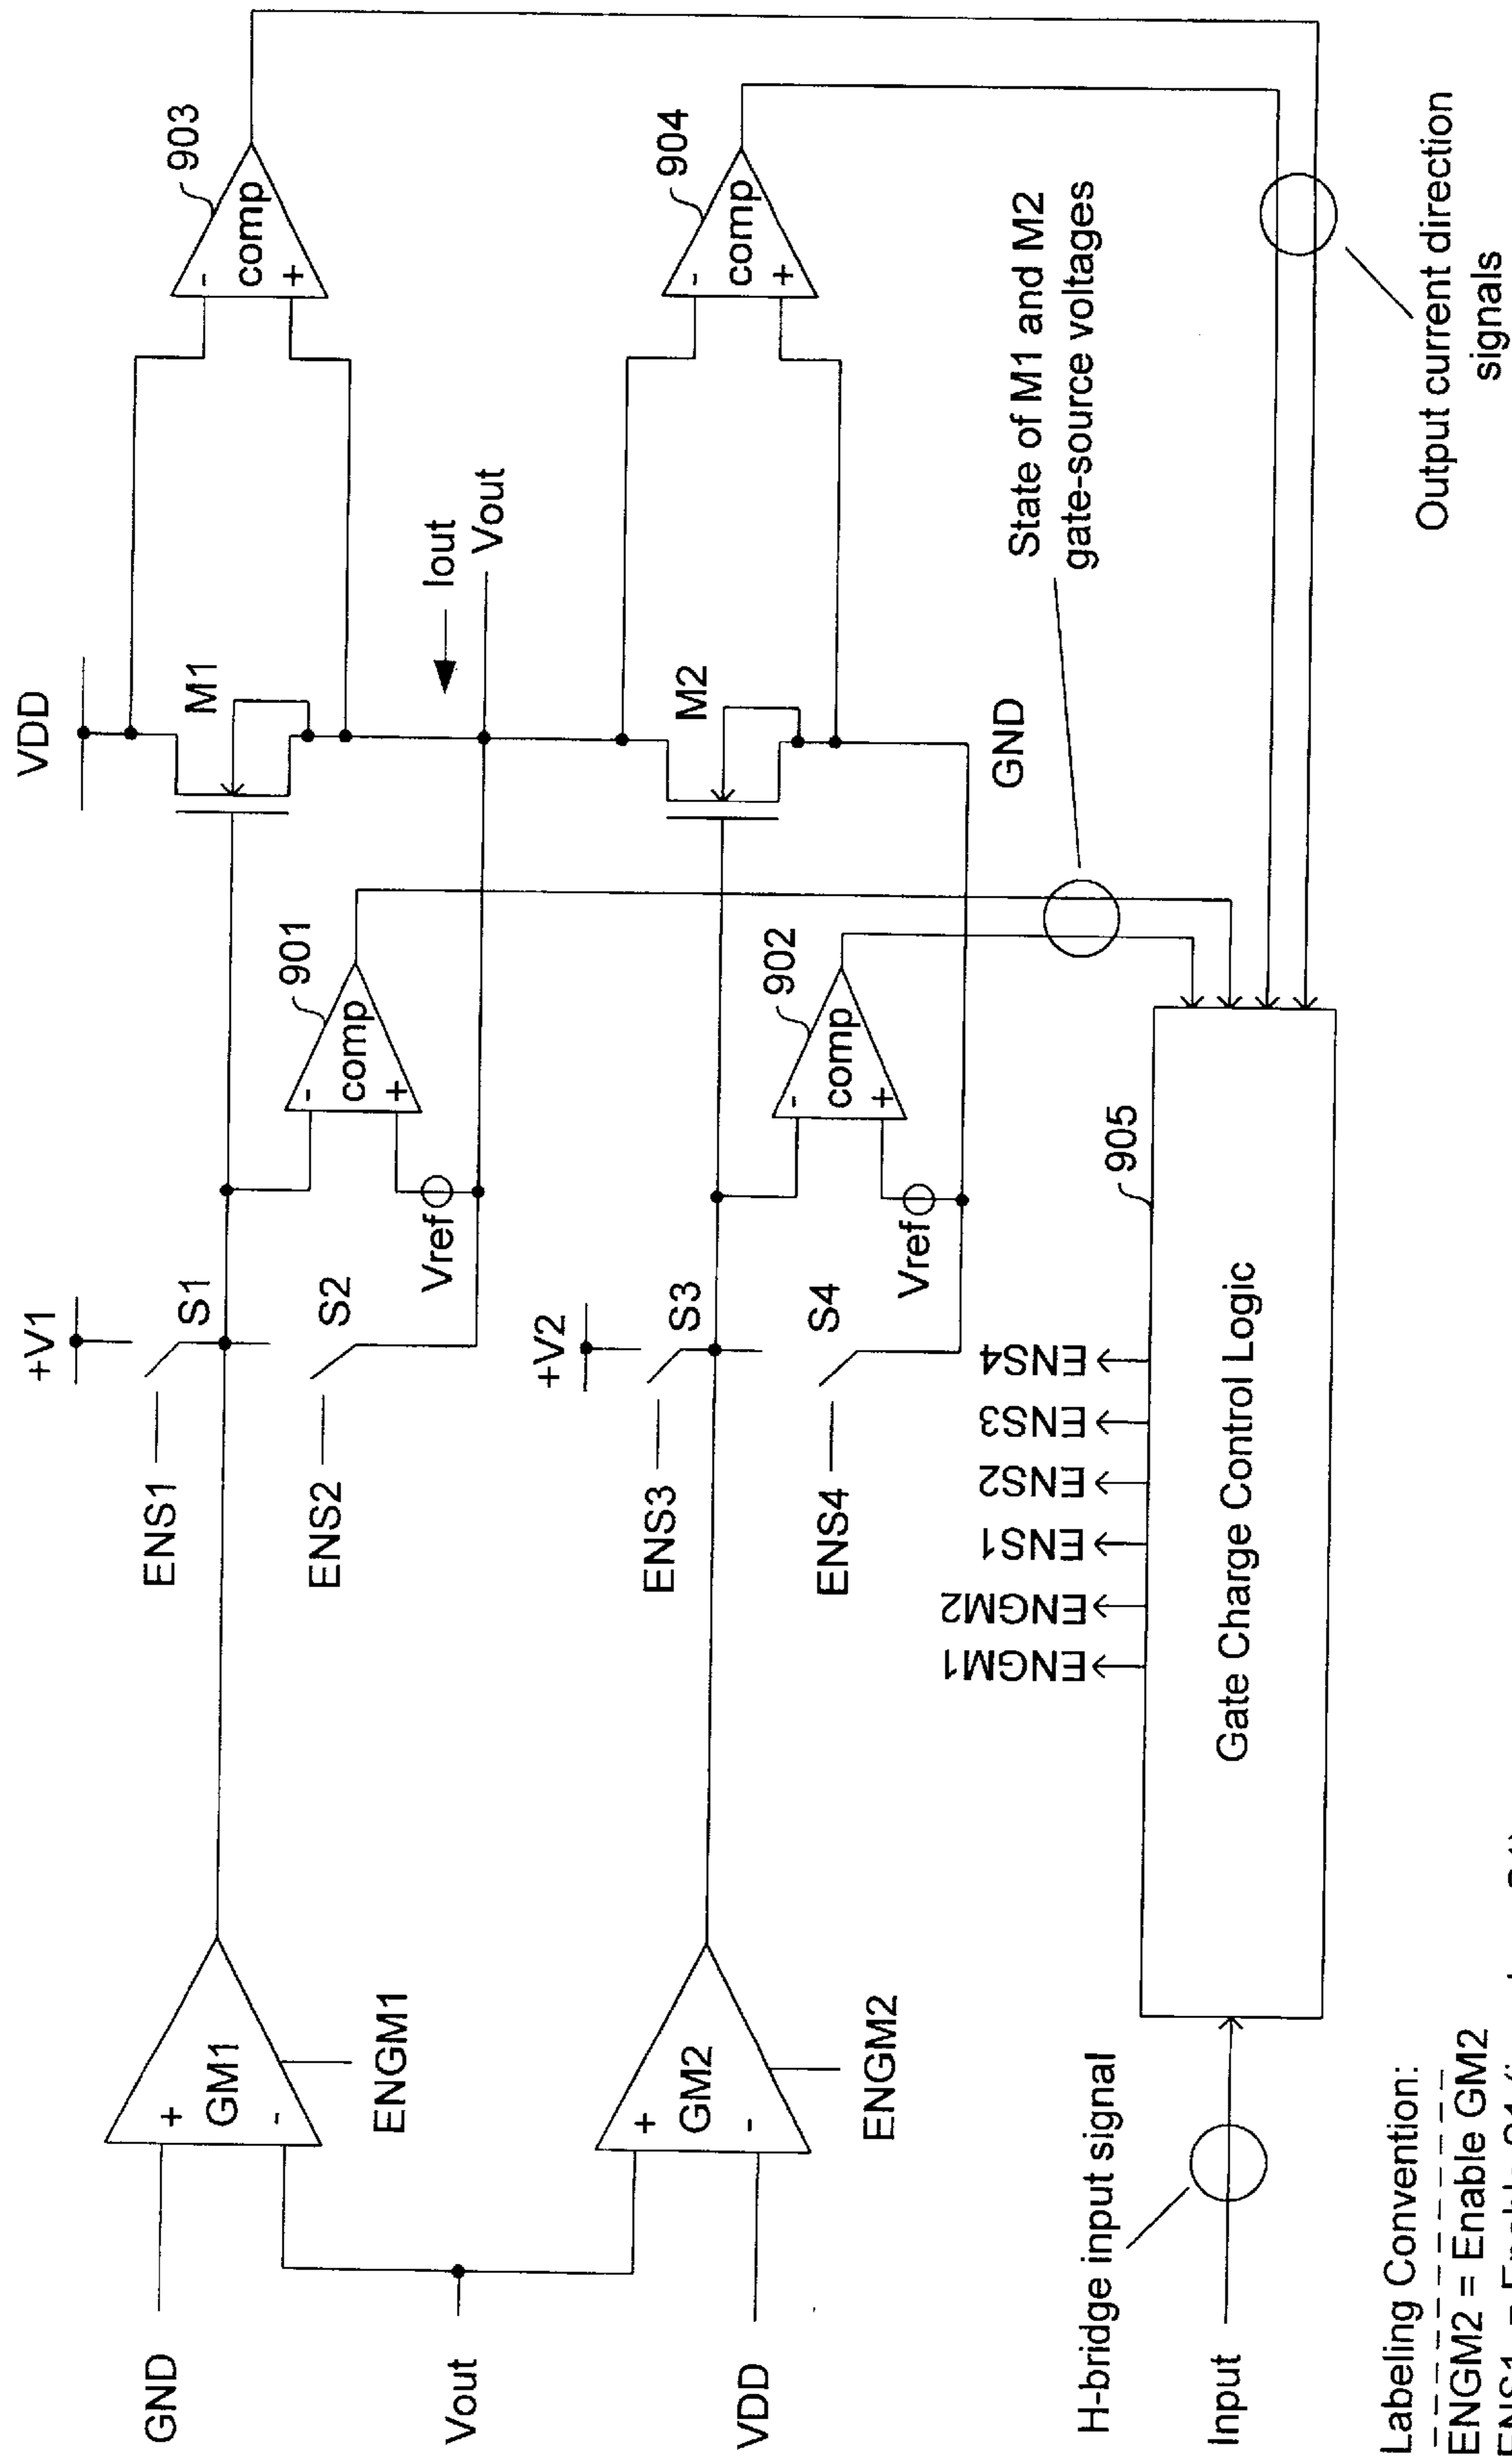 VDD
903
comp
-
+
M1
+V1
ENS1
S1
901
comp
-
+
Vref
ENS2
S2
GND
+
GM1
-
ENGM1
Iout
Vout
Vout
904
comp
-
+
M2
+V2
ENS3
S3
902
comp
-
+
Vref
ENS4
S4
+
GM2
-
ENGM2
VDD
GND
State of M1 and M2
gate-source voltages
H-bridge input signal
Input
ENGM1
ENGM2
ENS1
ENS2
ENS3
ENS4
905
Gate Charge Control Logic
Output current direction
signals
Labeling Convention:
ENGM2 = Enable GM2